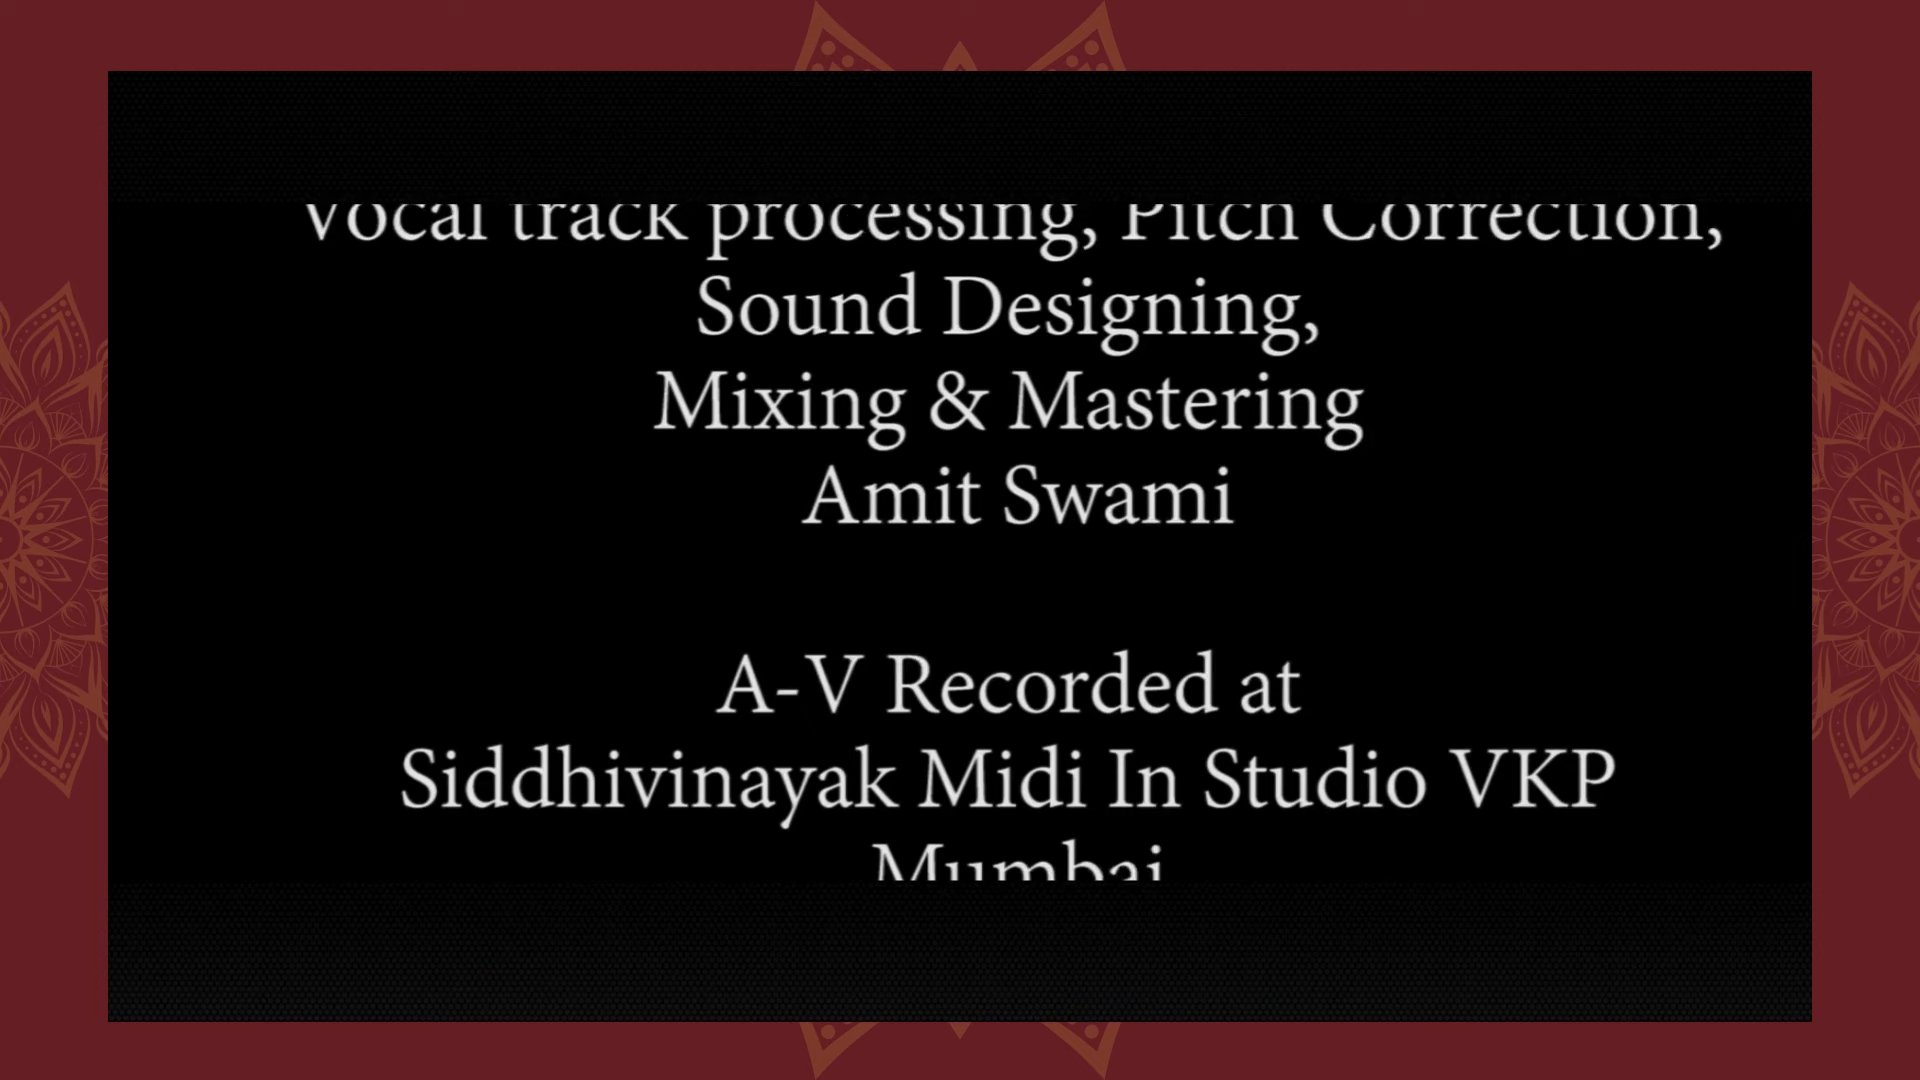 Vocal track processing, Pitch Correction,
Sound Designing,
Mixing & Mastering
Amit Swami
A-V Recorded at
Siddhivinayak Midi In Studio VKP
Mumbai